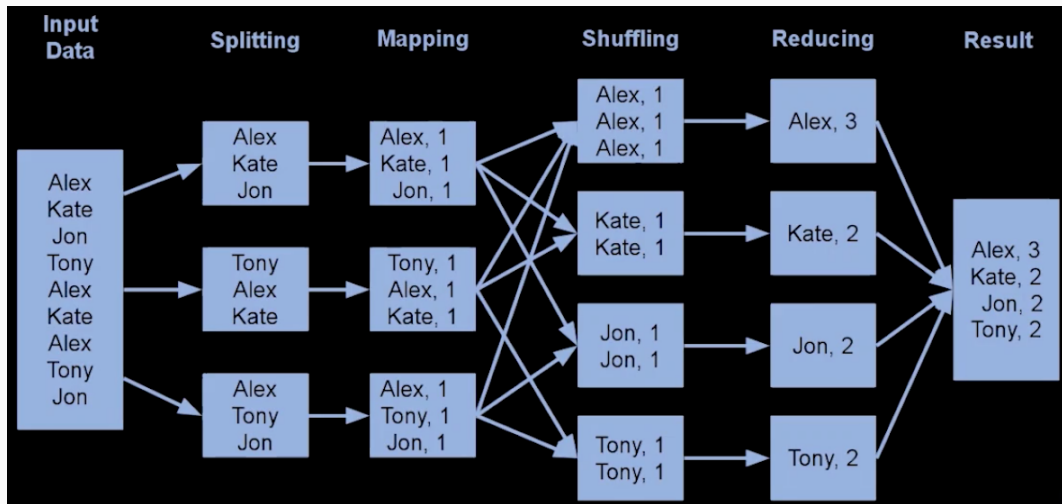 Input
Data
Splitting
Mapping
Shuffling
Reducing
Result
Alex
Kate
Jon
Tony
Alex
Kate
Alex
Tony
Jon
Alex
Kate
Jon
Tony
Alex
Kate
Alex
Tony
Jon
Alex, 1
Kate, 1
Jon, 1
Tony, 1
Alex, 1
Kate, 1
Alex, 1
Tony, 1
Jon, 1
Alex, 1
Alex, 1
Alex, 1
Kate, 1
Kate, 1
Jon, 1
Jon, 1
Tony, 1
Tony, 1
Alex, 3
Kate, 2
Jon, 2
Tony, 2
Alex, 3
Kate, 2
Jon, 2
Tony, 2